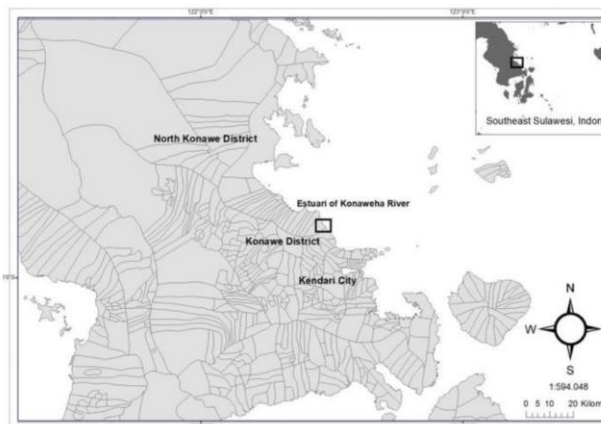 Southeast Sulawesi, Indon
North Konawe District
Estuari of Konaweha River
Konawe District
Kendari City
N
W
E
S
1:594.048
0 5 10 20 Kilom